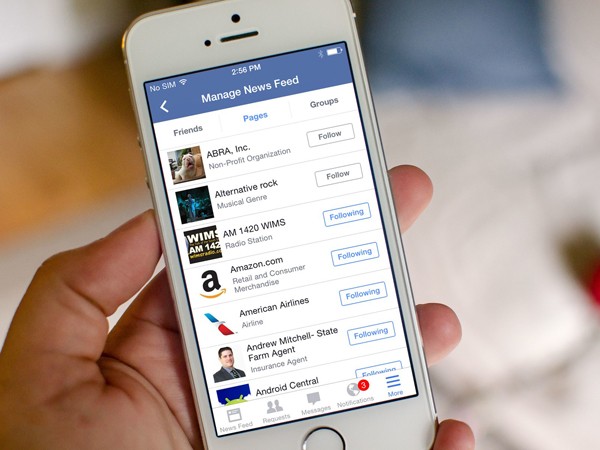 No SIM
2:56 PM
Manage News Feed
Friends
Pages
Groups
ABRA, Inc.
Non-Profit Organization
Follow
Alternative rock
Musical Genre
Follow
WIMS
AM 1420
wimsradio.com
AM 1420 WIMS
Radio Station
Following
a
Amazon.com
Retail and Consumer
Merchandise
Following
American Airlines
Airline
Following
Andrew Mitchell- State
Farm Agent
Insurance Agent
Following
Android Central
News Feed
Requests
Messages
Notifications
3
More